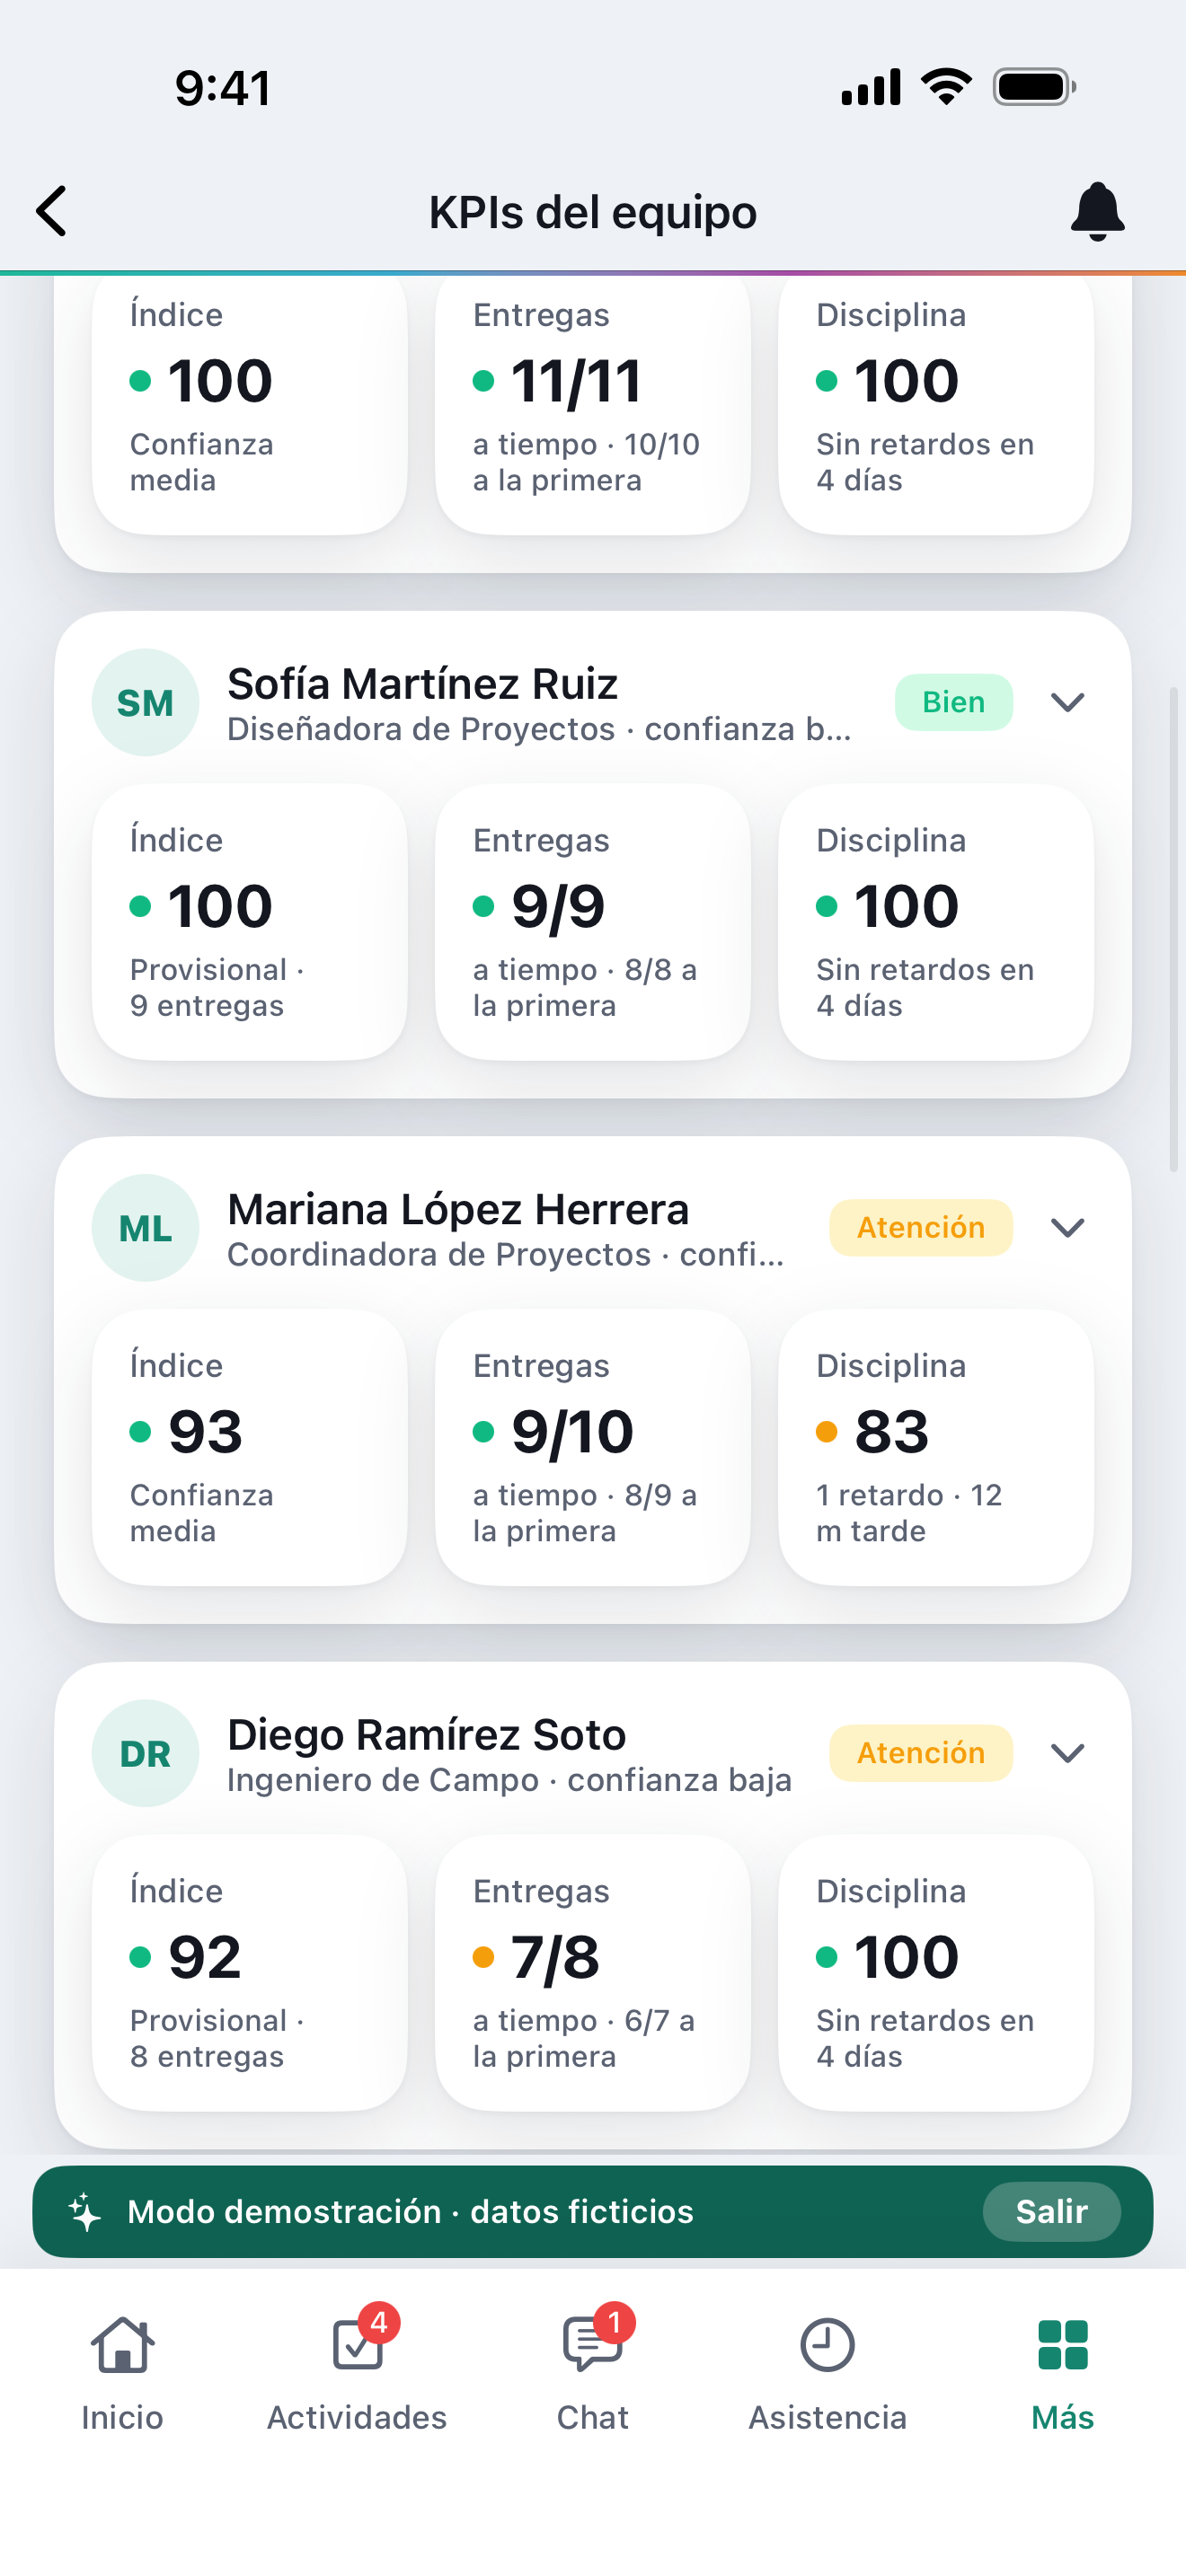 9:41
KPIs del equipo
Índice
Entregas
Disciplina
100
11/11
100
Confianza
media
a tiempo · 10/10
a la primera
Sin retardos en
4 días
SM
Sofía Martínez Ruiz
Diseñadora de Proyectos · confianza b...
Bien
Índice
Entregas
Disciplina
100
9/9
100
Provisional ·
9 entregas
a tiempo · 8/8 a
la primera
Sin retardos en
4 días
ML
Mariana López Herrera
Coordinadora de Proyectos · confi...
Atención
Índice
Entregas
Disciplina
93
9/10
83
Confianza
media
a tiempo · 8/9 a
la primera
1 retardo · 12
m tarde
DR
Diego Ramírez Soto
Ingeniero de Campo · confianza baja
Atención
Índice
Entregas
Disciplina
92
7/8
100
Provisional ·
8 entregas
a tiempo · 6/7 a
la primera
Sin retardos en
4 días
Modo demostración · datos ficticios
Salir
4
1
Inicio
Actividades
Chat
Asistencia
Más